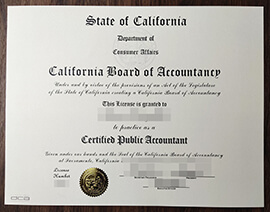 State of California
Department of
Consumer Affairs
California Board of Accountancy
Under and by virtue of the provisions of an Act of the Legislature
of the State of California creating a California Board of Accountancy
This License is granted to
to practice as a
Certified Public Accountant
Given under our hands and the Seal of the California Board of Accountancy
at Sacramento, California
License
Number